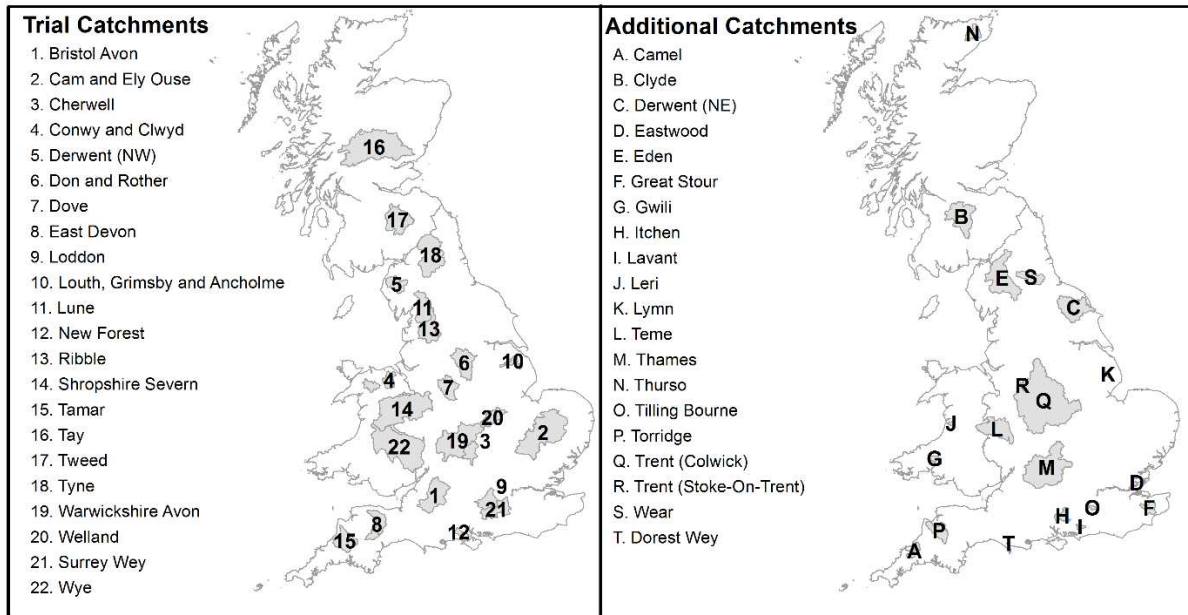 Trial Catchments
1. Bristol Avon
2. Cam and Ely Ouse
3. Cherwell
4. Conwy and Clwyd
5. Derwent (NW)
6. Don and Rother
7. Dove
8. East Devon
9. Loddon
10. Louth, Grimsby and Ancholme
11. Lune
12. New Forest
13. Ribble
14. Shropshire Severn
15. Tamar
16. Tay
17. Tweed
18. Tyne
19. Warwickshire Avon
20. Welland
21. Surrey Wey
22. Wye
16
17
18
5
11
13
6
10
4
7
14
20
2
22
19
3
9
1
21
8
12
15
Additional Catchments
A. Camel
B. Clyde
C. Derwent (NE)
D. Eastwood
E. Eden
F. Great Stour
G. Gwili
H. Itchen
I. Lavant
J. Leri
K. Lymn
L. Teme
M. Thames
N. Thurso
O. Tilling Bourne
P. Torridge
Q. Trent (Colwick)
R. Trent (Stoke-On-Trent)
S. Wear
T. Dorest Wey
N
B
E
S
C
K
R
Q
J
L
G
M
D
O
F
H
I
P
T
A